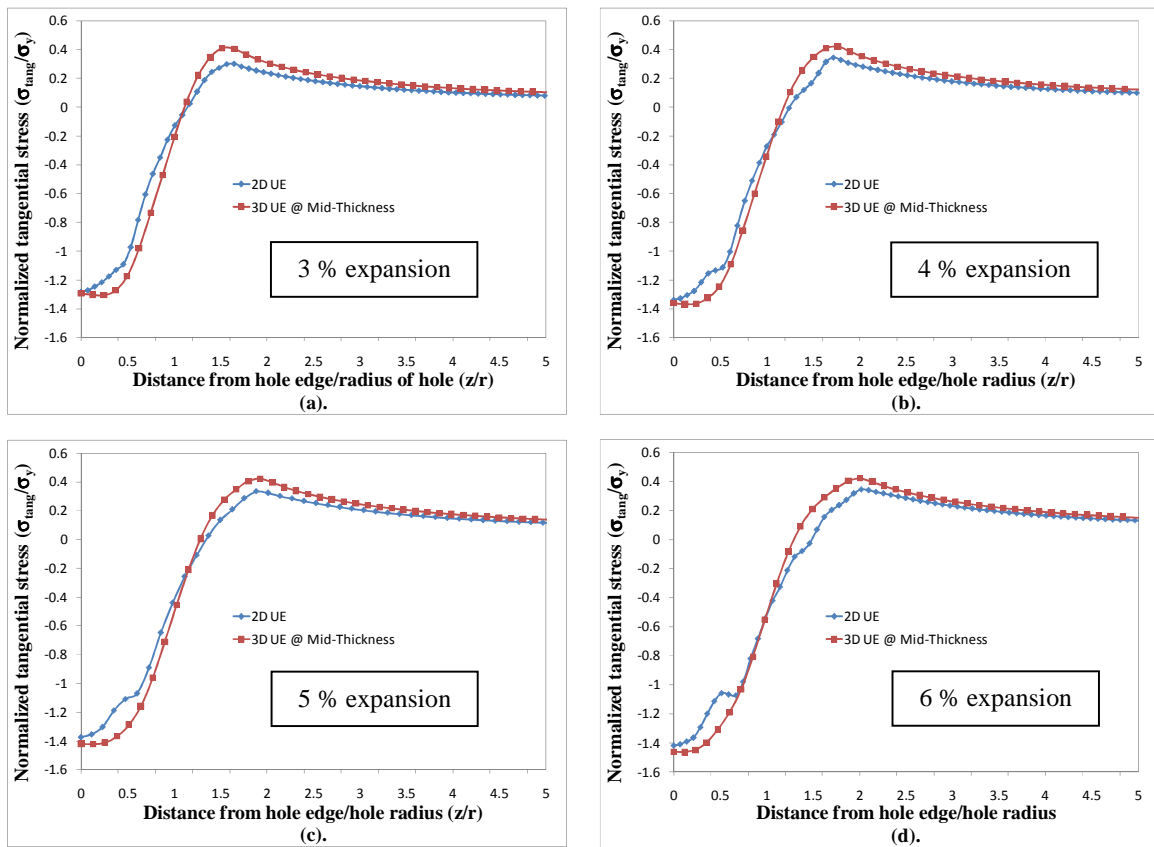 Normalized tangential stress (σtang/σy)
0.6
0.4
0.2
0
-0.2
-0.4
-0.6
-0.8
-1
-1.2
-1.4
-1.6
2D UE
3D UE @ Mid-Thickness
3 % expansion
0 0.5 1 1.5 2 2.5 3 3.5 4 4.5 5
Distance from hole edge/radius of hole (z/r)
(a).
Normalized tangential stress (σtang/σy)
0.6
0.4
0.2
0
-0.2
-0.4
-0.6
-0.8
-1
-1.2
-1.4
-1.6
2D UE
3D UE @ Mid-Thickness
4 % expansion
0 0.5 1 1.5 2 2.5 3 3.5 4 4.5 5
Distance from hole edge/hole radius (z/r)
(b).
Normalized tangential stress (σtang/σy)
0.6
0.4
0.2
0
-0.2
-0.4
-0.6
-0.8
-1
-1.2
-1.4
-1.6
2D UE
3D UE @ Mid-Thickness
5 % expansion
0 0.5 1 1.5 2 2.5 3 3.5 4 4.5 5
Distance from hole edge/hole radius (z/r)
(c).
Normalized tangential stress (σtang/σy)
0.6
0.4
0.2
0
-0.2
-0.4
-0.6
-0.8
-1
-1.2
-1.4
-1.6
2D UE
3D UE @ Mid-Thickness
6 % expansion
0 0.5 1 1.5 2 2.5 3 3.5 4 4.5 5
Distance from hole edge/hole radius
(d).